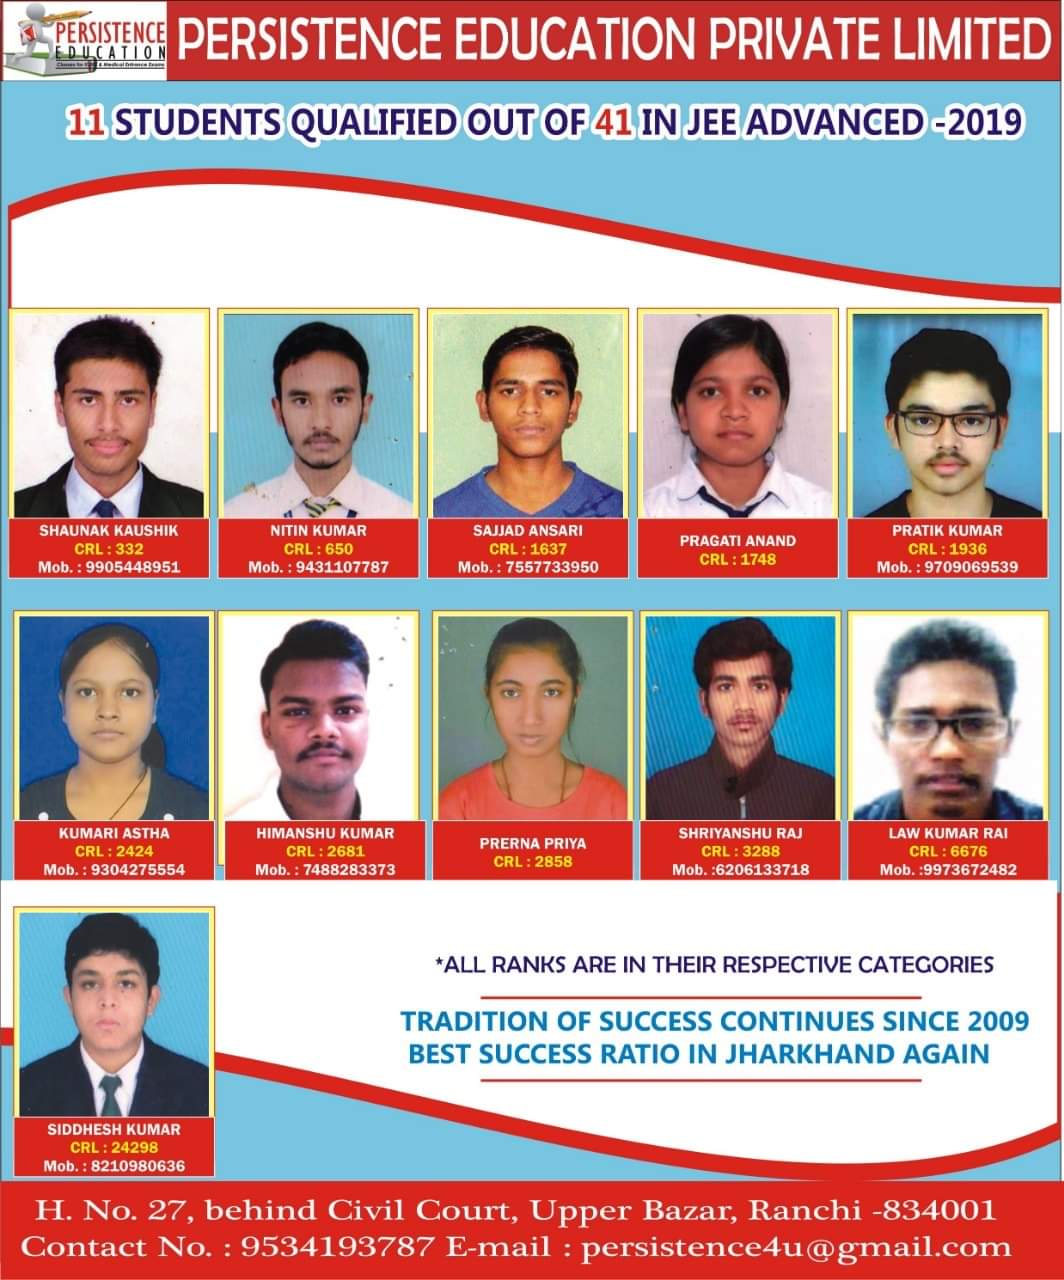 PERSISTENCE
EDUCATION
PERSISTENCE EDUCATION PRIVATE LIMITED
11 STUDENTS QUALIFIED OUT OF 41 IN JEE ADVANCED -2019
SHAUNAK KAUSHIK
CRL : 332
Mob. : 9905448951
NITIN KUMAR
CRL : 650
Mob. : 9431107787
SAJJAD ANSARI
CRL : 1637
Mob. : 7557733950
PRAGATI ANAND
CRL : 1748
PRATIK KUMAR
CRL : 1936
Mob. : 9709069539
KUMARI ASTHA
CRL : 2424
Mob. : 9304275554
HIMANSHU KUMAR
CRL : 2681
Mob. : 7488283373
PRERNA PRIYA
CRL : 2858
SHRIYANSHU RAJ
CRL : 3288
Mob. :6206133718
LAW KUMAR RAI
CRL : 6676
Mob. :9973672482
SIDDHESH KUMAR
CRL : 24298
Mob. : 8210980636
*ALL RANKS ARE IN THEIR RESPECTIVE CATEGORIES
TRADITION OF SUCCESS CONTINUES SINCE 2009
BEST SUCCESS RATIO IN JHARKHAND AGAIN
H. No. 27, behind Civil Court, Upper Bazar, Ranchi -834001
Contact No. : 9534193787 E-mail : persistence4u@gmail.com